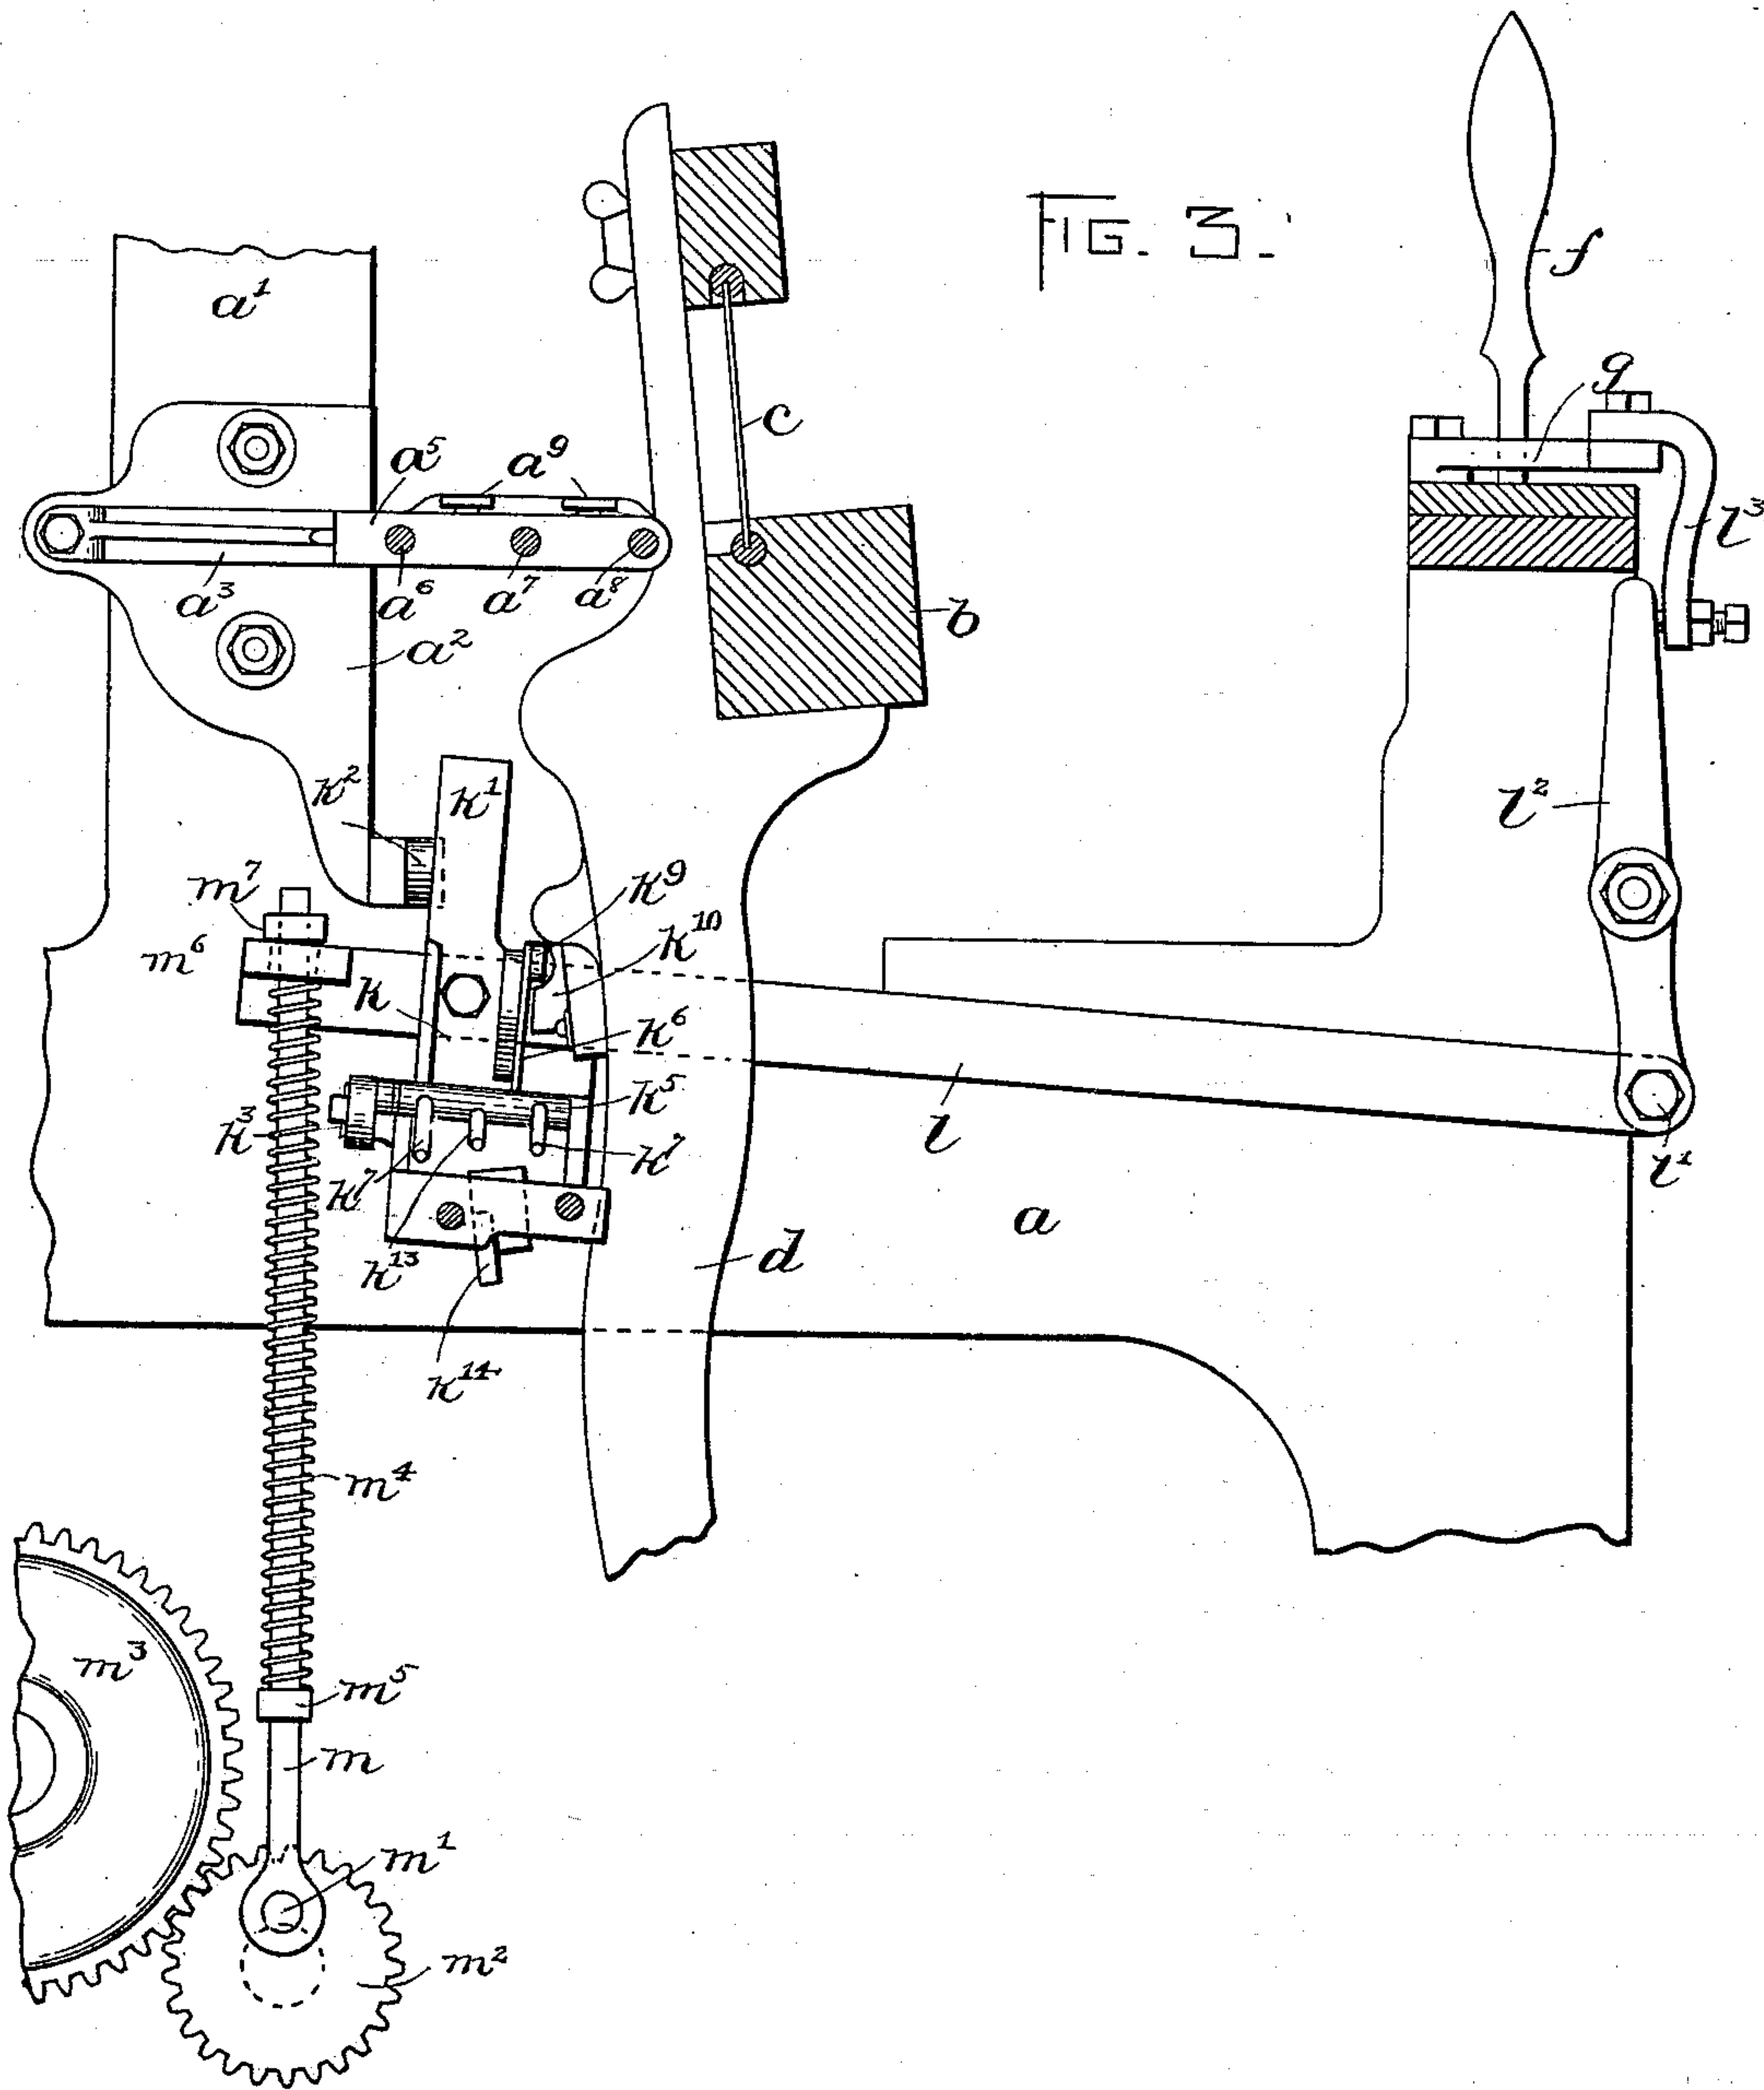 FIG. 3.
f
a¹
g
c
a⁵
a⁹
l³
a³
a⁶
a⁷
a⁸
b
a²
k²
k¹
l²
m⁷
k⁹
k¹⁰
m⁶
k
k⁶
k⁵
k³
l
k⁷
k⁷
l¹
a
d
k¹³
k¹⁴
m⁴
m³
m⁵
m
m¹
m²